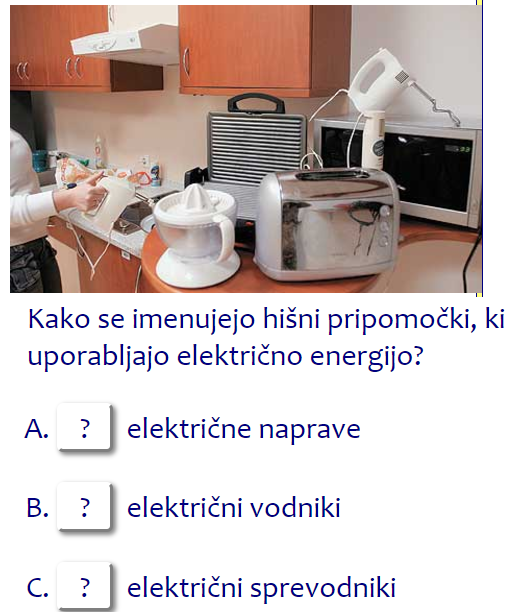 Kako se imenujejo hišni pripomočki, ki
uporabljajo električno energijo?
A. ? električne naprave
B. ? električni vodniki
C. ? električni sprevodniki